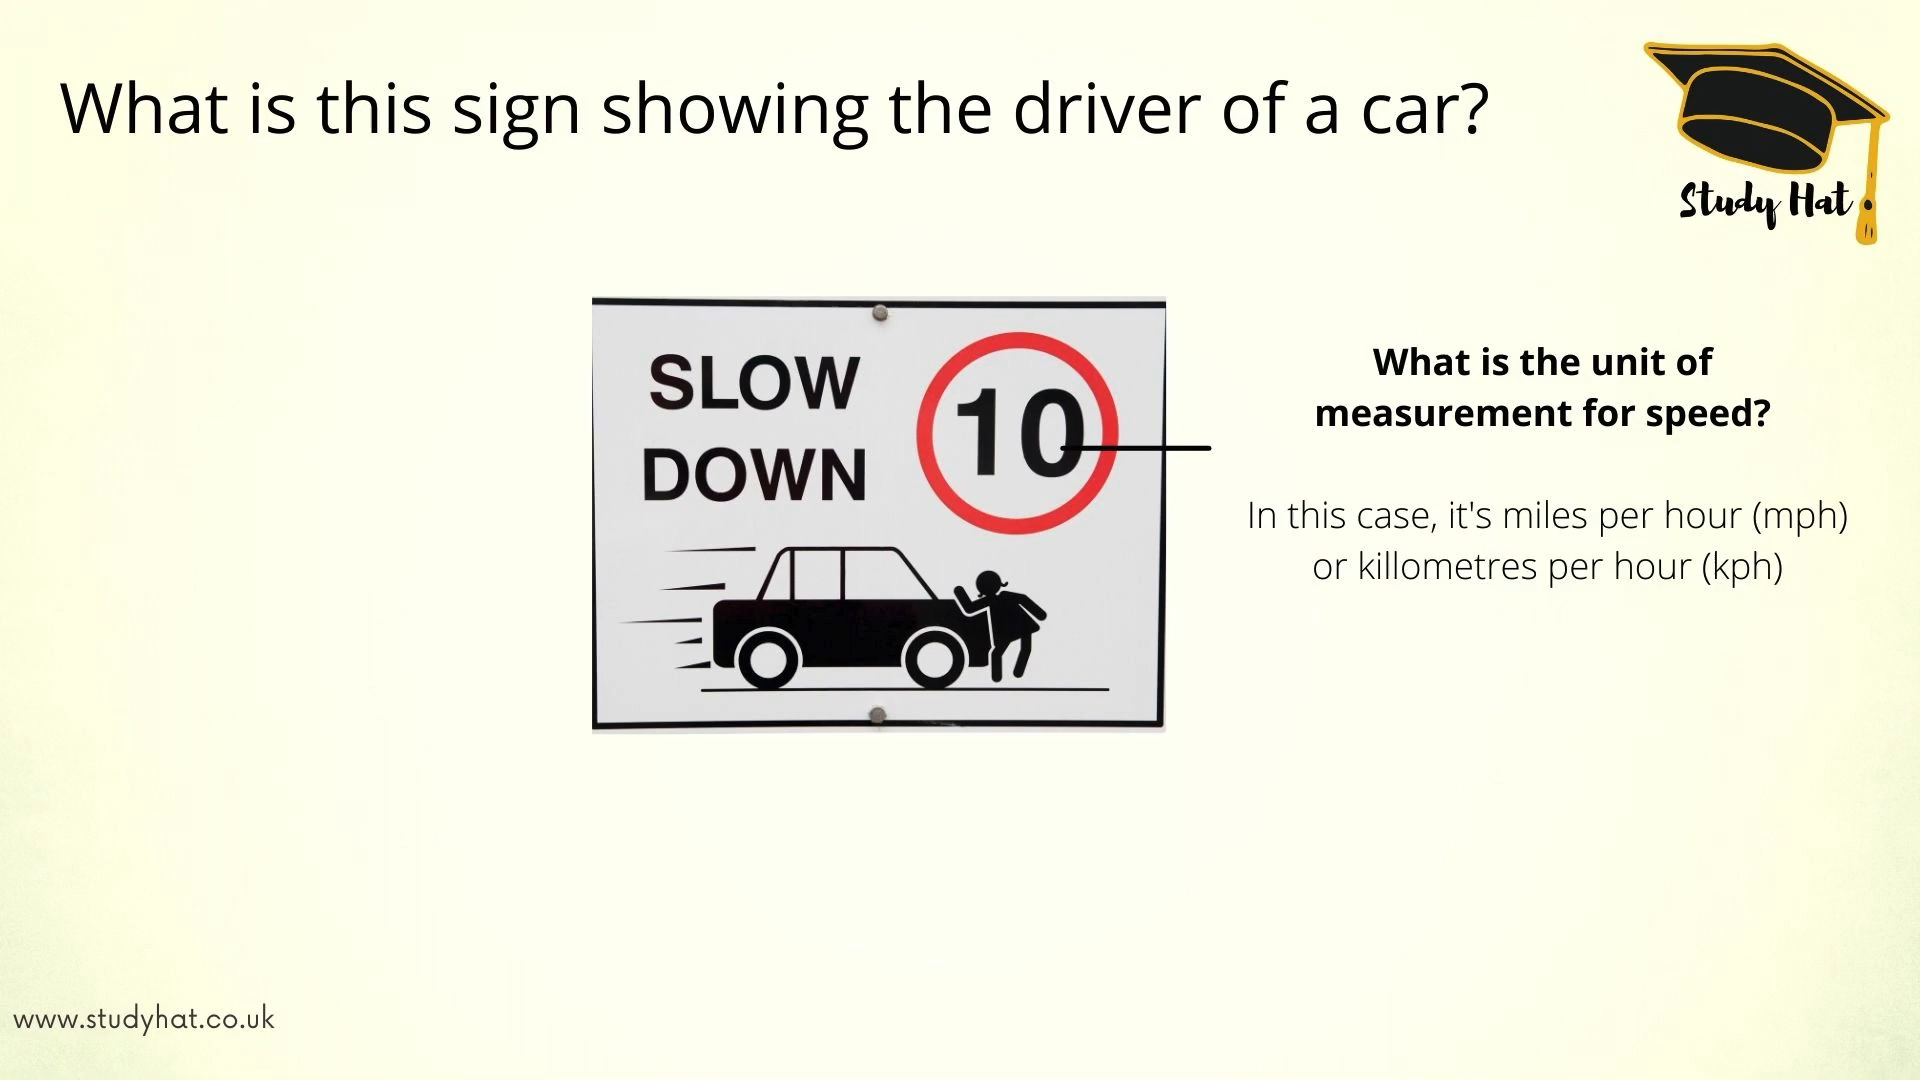 What is this sign showing the driver of a car?
Study Hat
SLOW
DOWN
10
What is the unit of
measurement for speed?
In this case, it's miles per hour (mph)
or killometres per hour (kph)
www.studyhat.co.uk